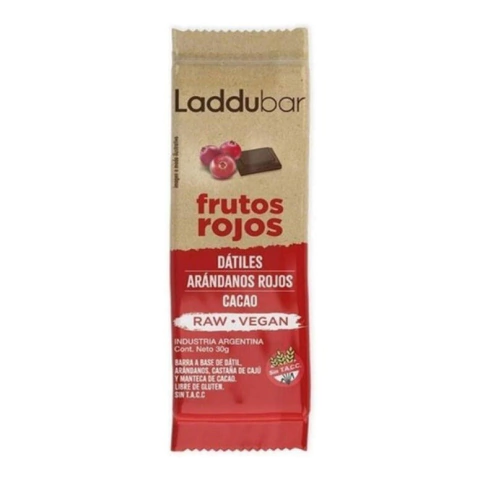 Laddubar
frutos
rojos
DÁTILES
ARÁNDANOS ROJOS
CACAO
RAW • VEGAN
INDUSTRIA ARGENTINA
Cont. Neto 30g
BARRA A BASE DE DÁTIL,
ARÁNDANOS, CASTAÑA DE CAJÚ
Y MANTECA DE CACAO.
LIBRE DE GLUTEN.
SIN T.A.C.C
Sin T.A.C.C.